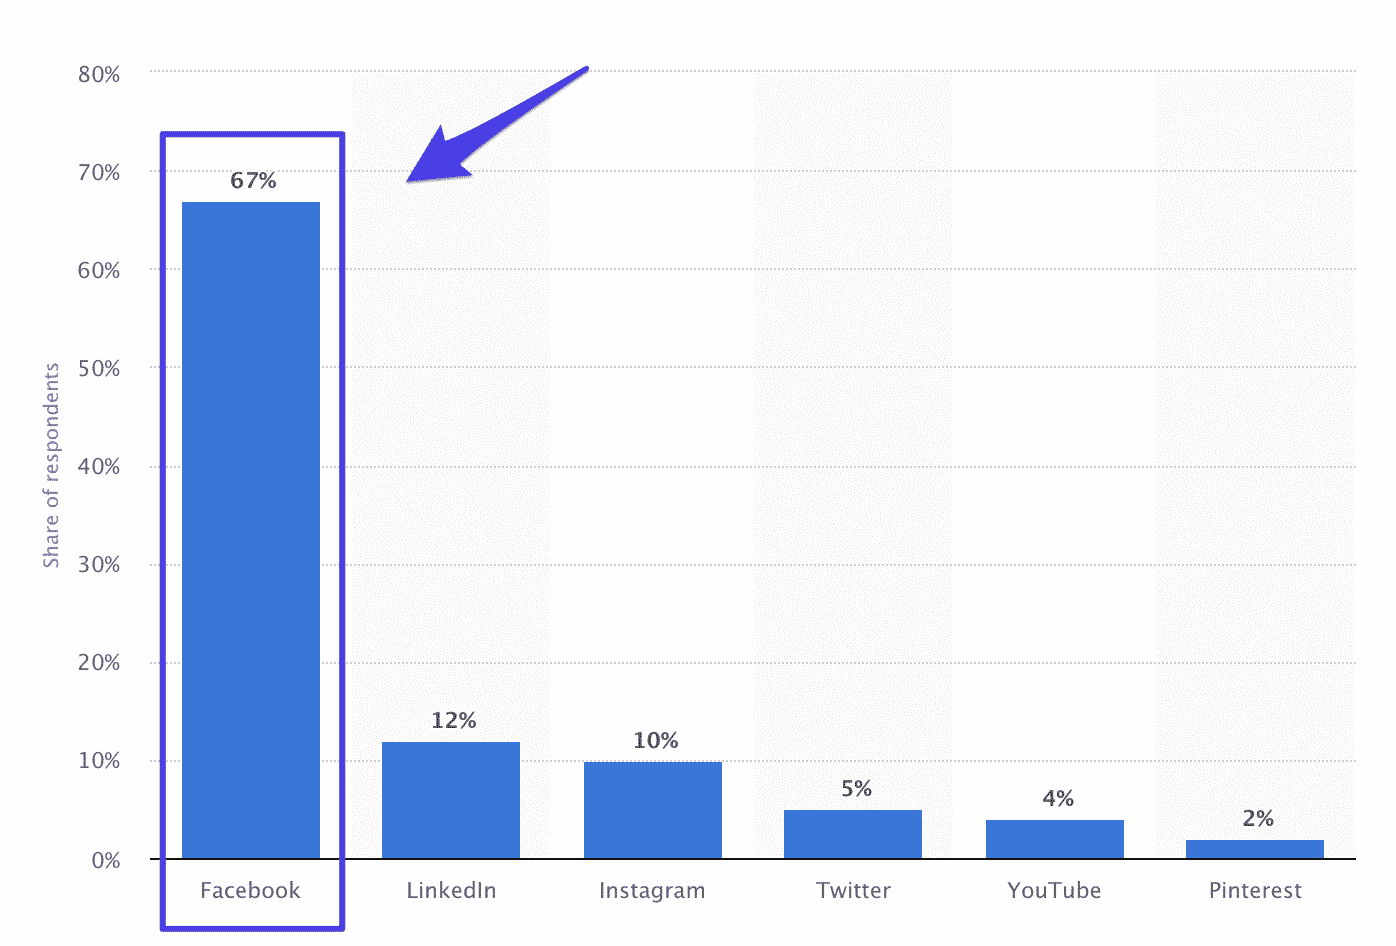 80%
70%
60%
50%
40%
30%
20%
10%
0%
Share of respondents
67%
12%
10%
5%
4%
2%
Facebook
LinkedIn
Instagram
Twitter
YouTube
Pinterest